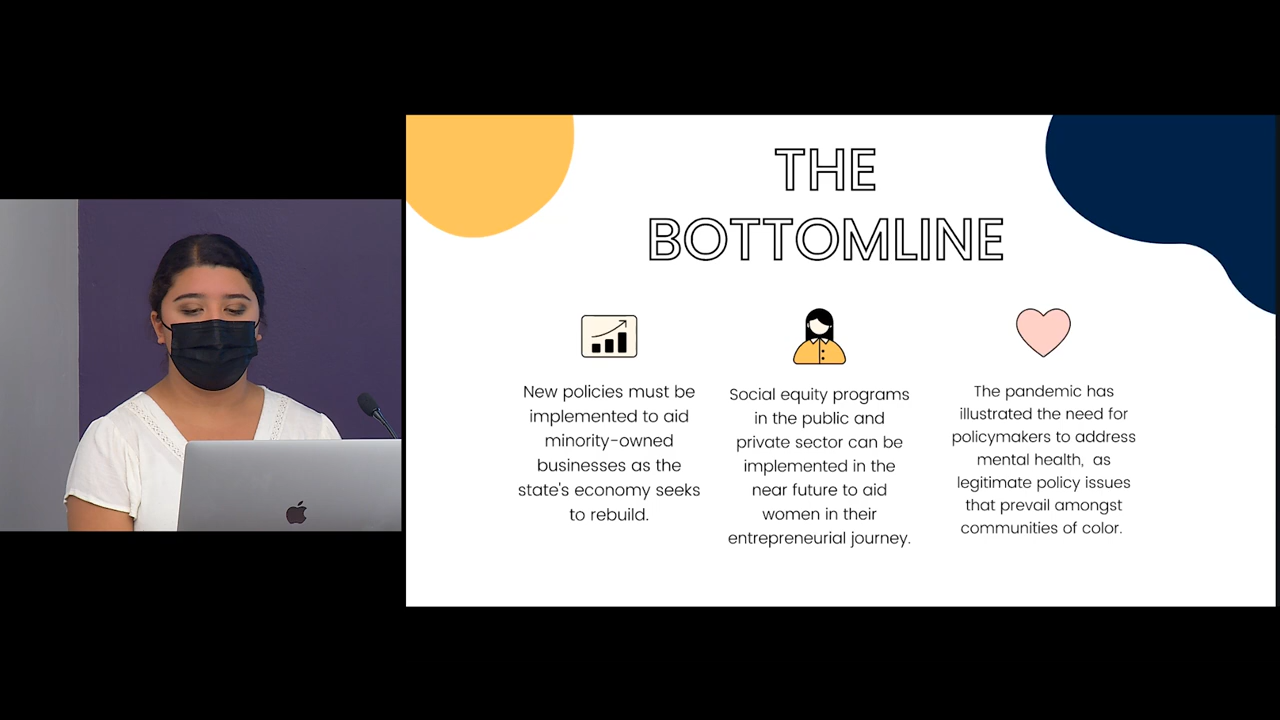 THE
BOTTOMLINE
New policies must be
implemented to aid
minority-owned
businesses as the
state's economy seeks
to rebuild.
Social equity programs
in the public and
private sector can be
implemented in the
near future to aid
women in their
entrepreneurial journey.
The pandemic has
illustrated the need for
policymakers to address
mental health,  as
legitimate policy issues
that prevail amongst
communities of color.